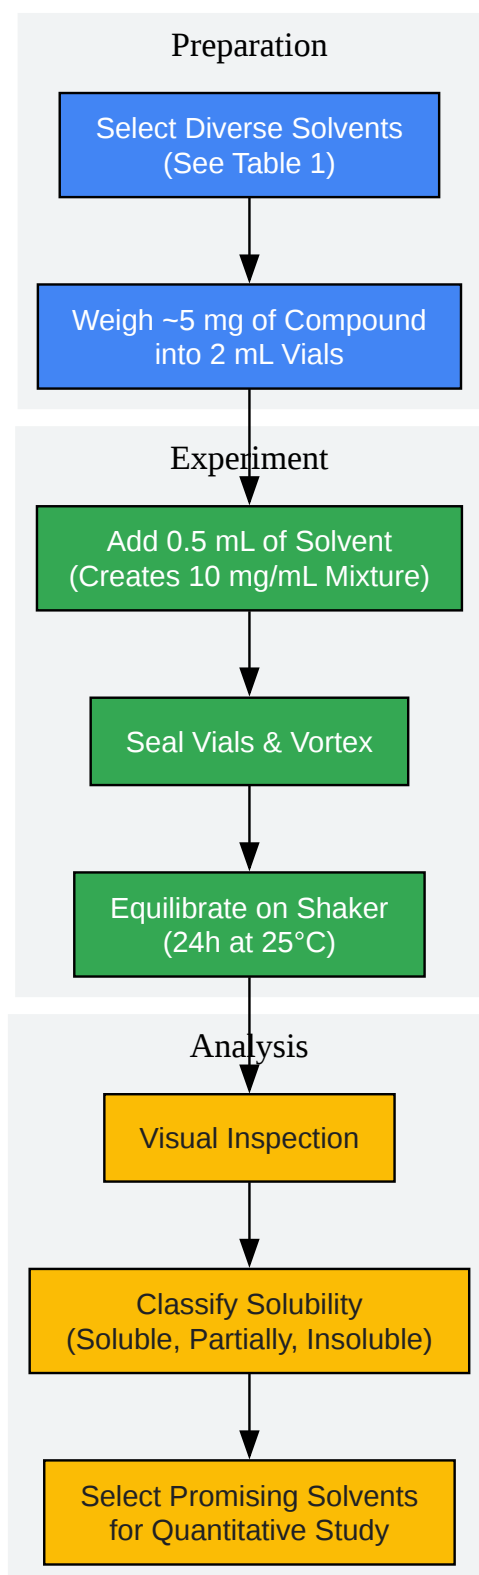 Preparation
Select Diverse Solvents
(See Table 1)
Weigh ~5 mg of Compound
into 2 mL Vials
Experiment
Add 0.5 mL of Solvent
(Creates 10 mg/mL Mixture)
Seal Vials & Vortex
Equilibrate on Shaker
(24h at 25°C)
Analysis
Visual Inspection
Classify Solubility
(Soluble, Partially, Insoluble)
Select Promising Solvents
for Quantitative Study